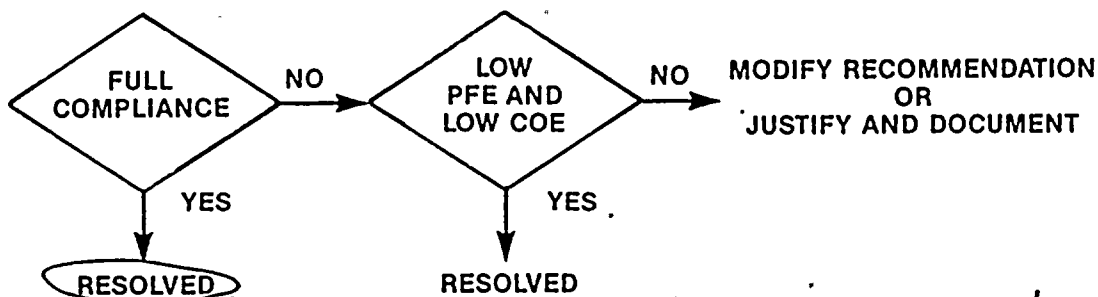 FULL
COMPLIANCE
NO
LOW
PFE AND
LOW COE
NO
MODIFY RECOMMENDATION
OR
JUSTIFY AND DOCUMENT
YES
YES
RESOLVED
RESOLVED